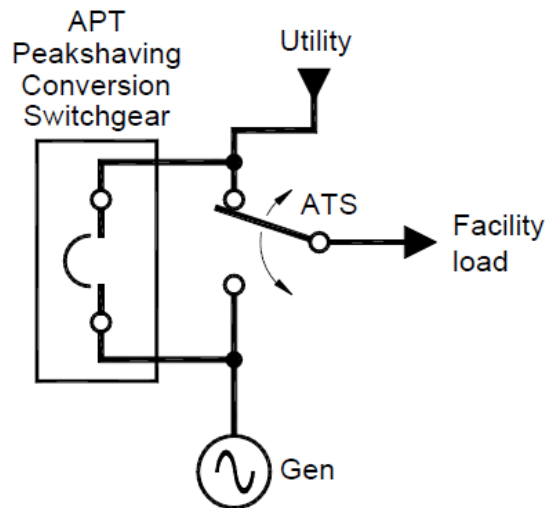 APT
Peakshaving
Conversion
Switchgear
Utility
ATS
Facility
load
Gen